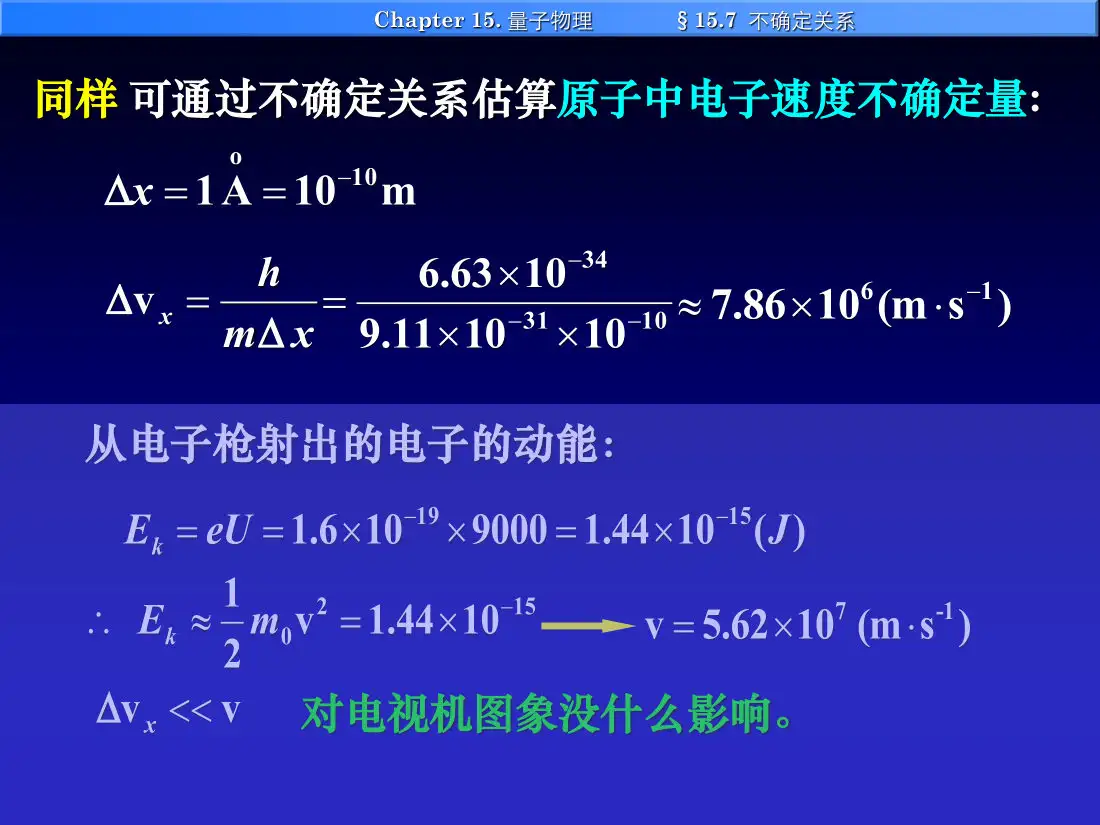 Chapter 15. 量子物理 §15.7 不确定关系
同样 可通过不确定关系估算原子中电子速度不确定量:
Δx = 1 Å = 10⁻¹⁰ m
Δvₓ = h / (mΔx) = 6.63×10⁻³⁴ / (9.11×10⁻³¹×10⁻¹⁰) ≈ 7.86×10⁶ (m·s⁻¹)
从电子枪射出的电子的动能:
Eₖ = eU = 1.6×10⁻¹⁹×9000 = 1.44×10⁻¹⁵ (J)
∴ Eₖ ≈ 1/2 m₀v² = 1.44×10⁻¹⁵ → v = 5.62×10⁷ (m·s⁻¹)
Δvₓ << v 对电视机图象没什么影响。